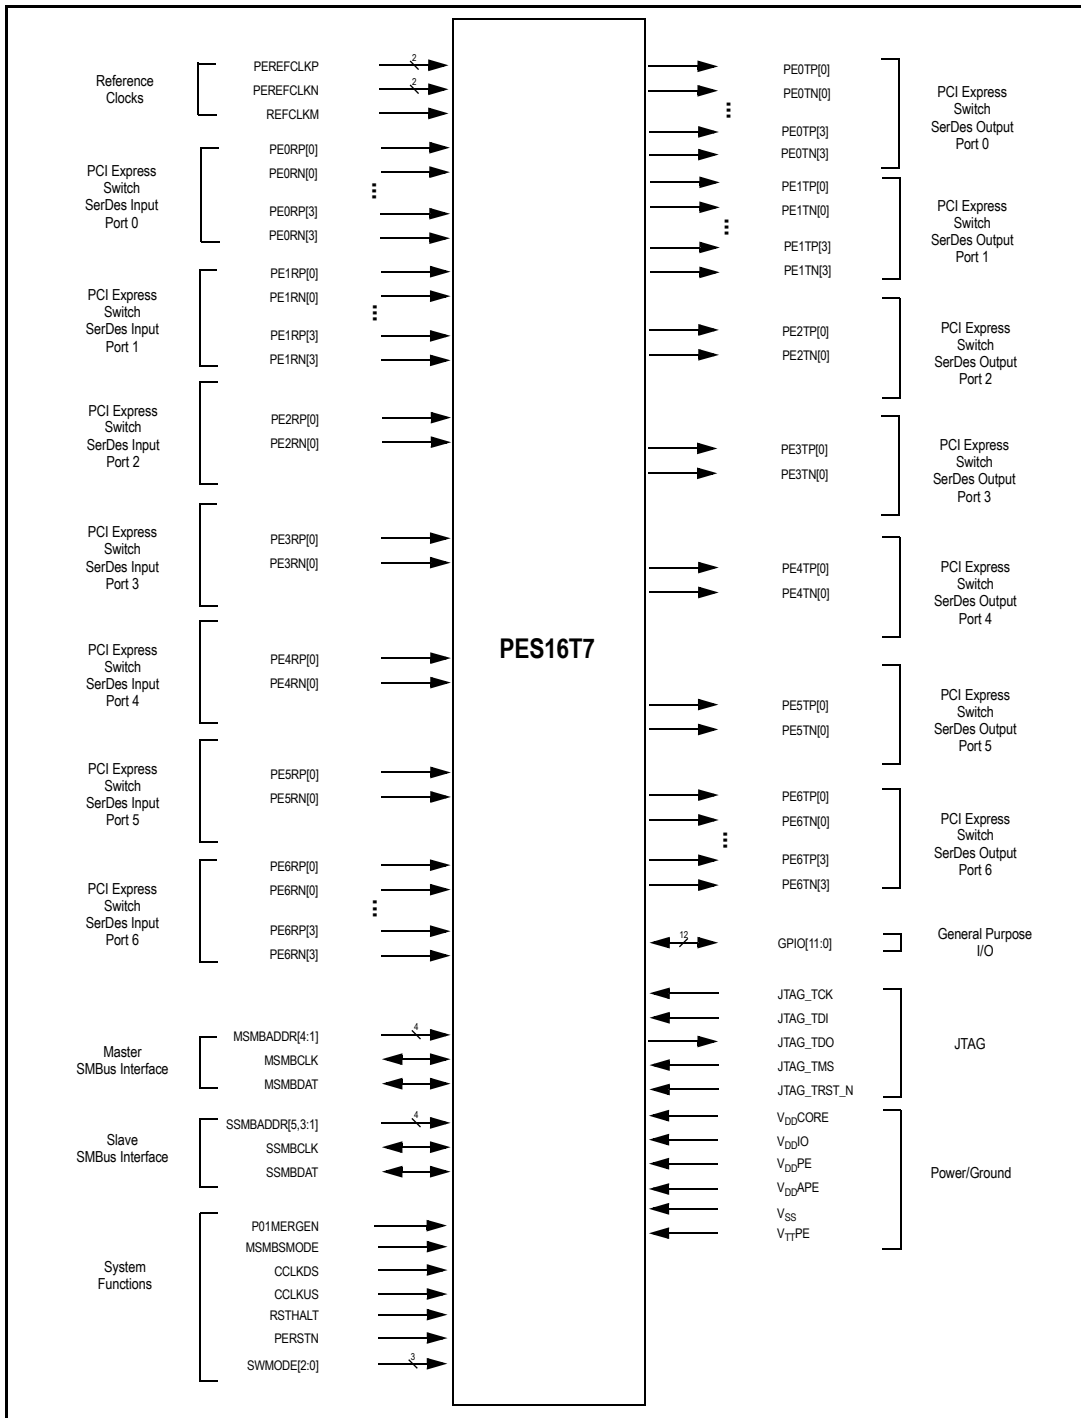 Reference
Clocks
PEREFCLKP
2
PEREFCLKN
2
REFCLKM
PCI Express
Switch
SerDes Input
Port 0
PE0RP[0]
PE0RN[0]
PE0RP[3]
PE0RN[3]
PCI Express
Switch
SerDes Input
Port 1
PE1RP[0]
PE1RN[0]
PE1RP[3]
PE1RN[3]
PCI Express
Switch
SerDes Input
Port 2
PE2RP[0]
PE2RN[0]
PCI Express
Switch
SerDes Input
Port 3
PE3RP[0]
PE3RN[0]
PCI Express
Switch
SerDes Input
Port 4
PE4RP[0]
PE4RN[0]
PCI Express
Switch
SerDes Input
Port 5
PE5RP[0]
PE5RN[0]
PCI Express
Switch
SerDes Input
Port 6
PE6RP[0]
PE6RN[0]
PE6RP[3]
PE6RN[3]
Master
SMBus Interface
MSMBADDR[4:1]
4
MSMBCLK
MSMBDAT
Slave
SMBus Interface
SSMBADDR[5,3:1]
4
SSMBCLK
SSMBDAT
System
Functions
P01MERGEN
MSMBSMODE
CCLKDS
CCLKUS
RSTHALT
PERSTN
SWMODE[2:0]
3
PES16T7
PE0TP[0]
PE0TN[0]
PE0TP[3]
PE0TN[3]
PCI Express
Switch
SerDes Output
Port 0
PE1TP[0]
PE1TN[0]
PE1TP[3]
PE1TN[3]
PCI Express
Switch
SerDes Output
Port 1
PE2TP[0]
PE2TN[0]
PCI Express
Switch
SerDes Output
Port 2
PE3TP[0]
PE3TN[0]
PCI Express
Switch
SerDes Output
Port 3
PE4TP[0]
PE4TN[0]
PCI Express
Switch
SerDes Output
Port 4
PE5TP[0]
PE5TN[0]
PCI Express
Switch
SerDes Output
Port 5
PE6TP[0]
PE6TN[0]
PE6TP[3]
PE6TN[3]
PCI Express
Switch
SerDes Output
Port 6
12
GPIO[11:0]
General Purpose
I/O
JTAG_TCK
JTAG_TDI
JTAG_TDO
JTAG_TMS
JTAG_TRST_N
JTAG
VDDCORE
VDDIO
VDDPE
VDDAPE
VSS
VTTPE
Power/Ground